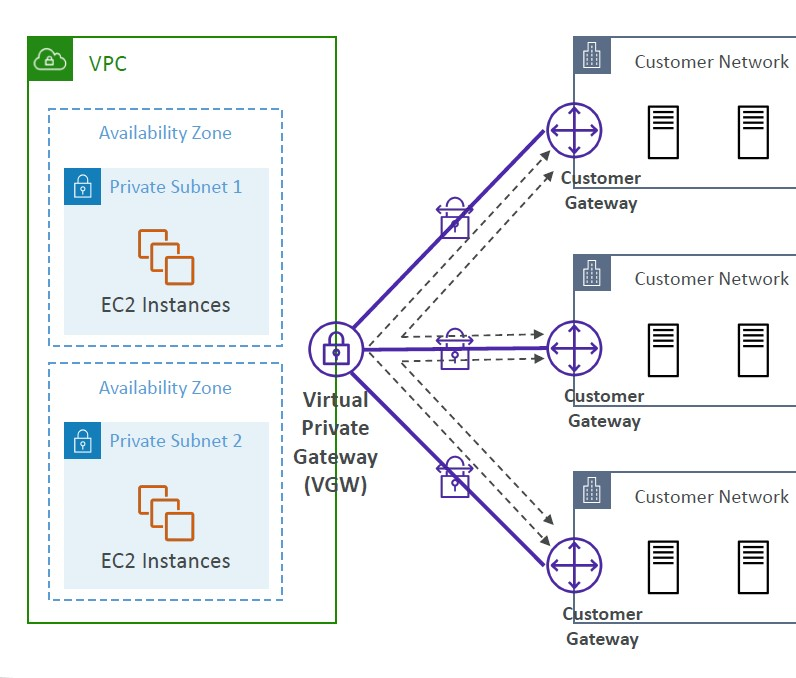 VPC
Availability Zone
Private Subnet 1
EC2 Instances
Availability Zone
Private Subnet 2
EC2 Instances
Virtual
Private
Gateway
(VGW)
Customer Network
Customer
Gateway
Customer Network
Customer
Gateway
Customer Network
Customer
Gateway